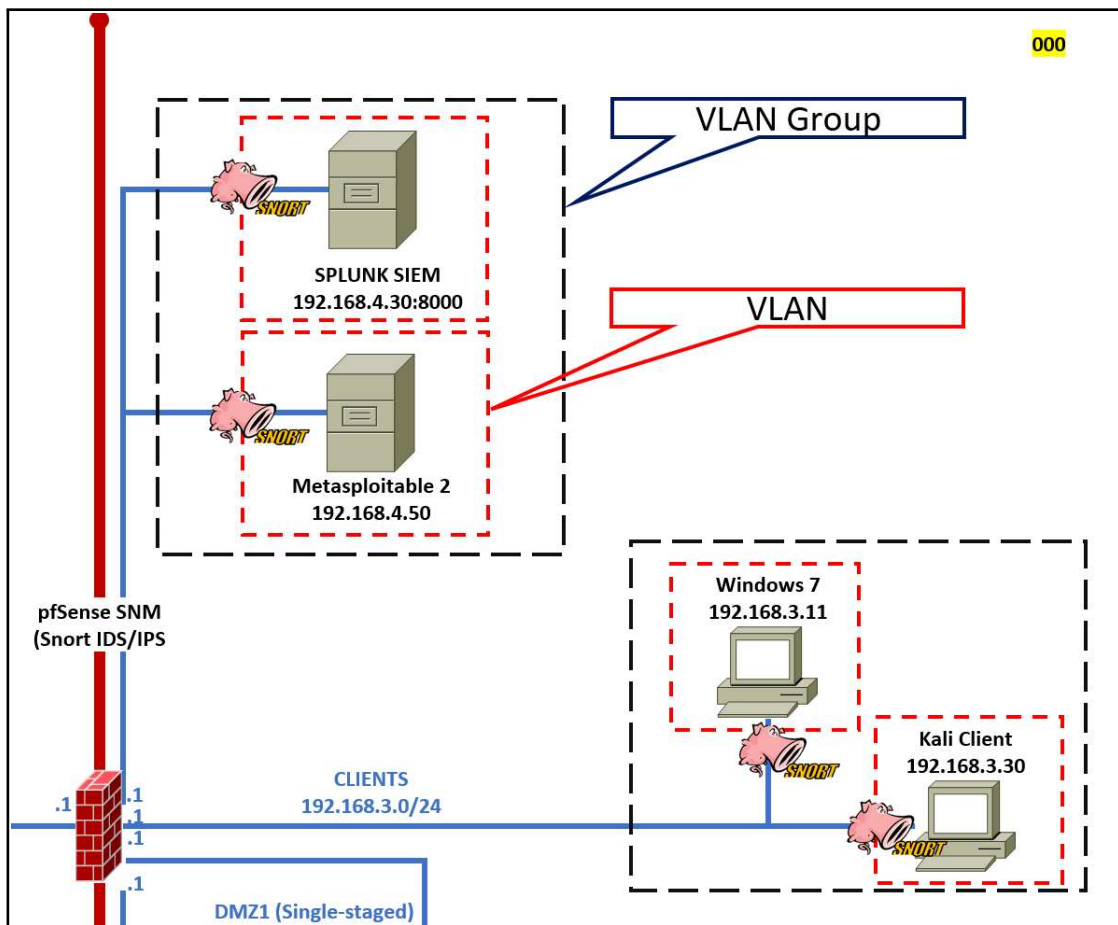 000
VLAN Group
SNORT
SPLUNK SIEM
192.168.4.30:8000
VLAN
SNORT
Metasploitable 2
192.168.4.50
pfSense SNM
(Snort IDS/IPS
Windows 7
192.168.3.11
SNORT
Kali Client
192.168.3.30
SNORT
CLIENTS
192.168.3.0/24
.1
.1
.1
.1
.1
DMZ1 (Single-staged)